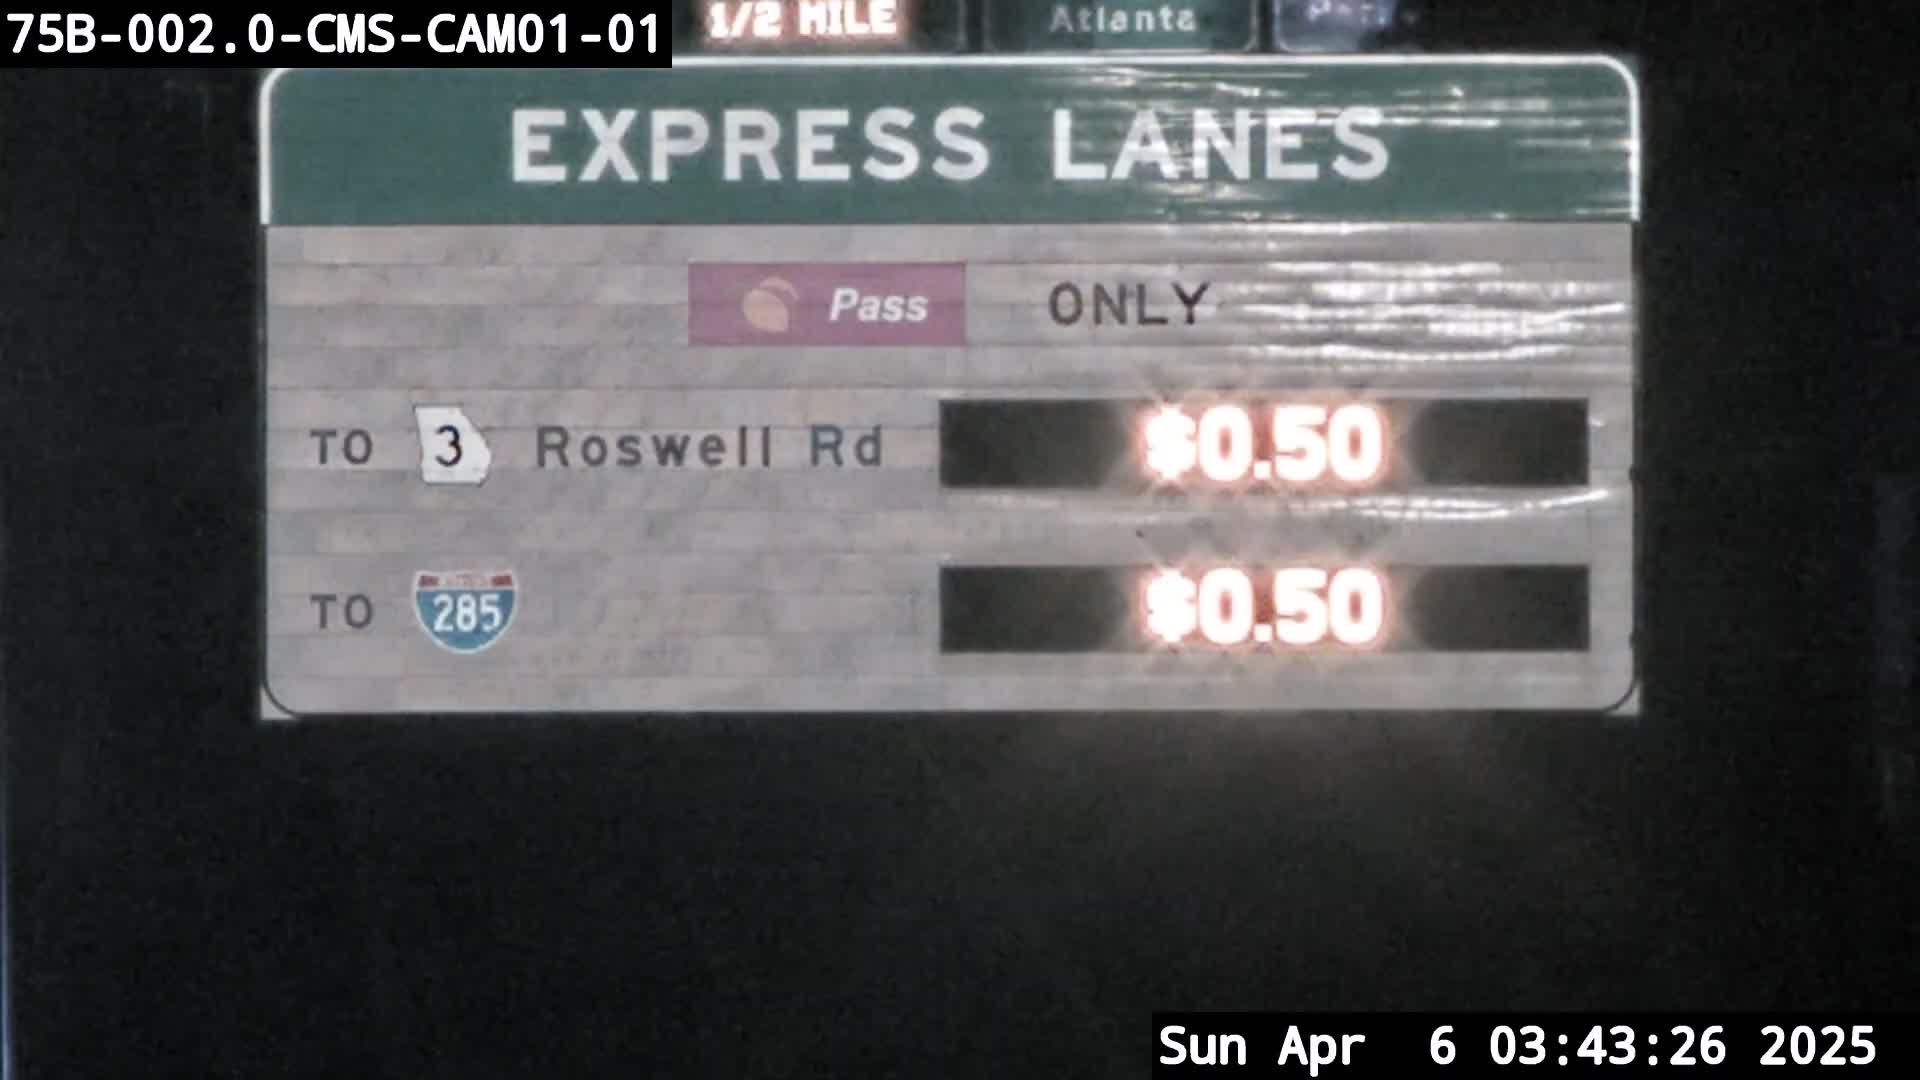 75B-002.0-CMS-CAM01-01
1/2 MILE
Atlanta
EXPRESS LANES
Pass ONLY
TO 3 Roswell Rd $0.50
TO 285 $0.50
Sun Apr 6 03:43:26 2025